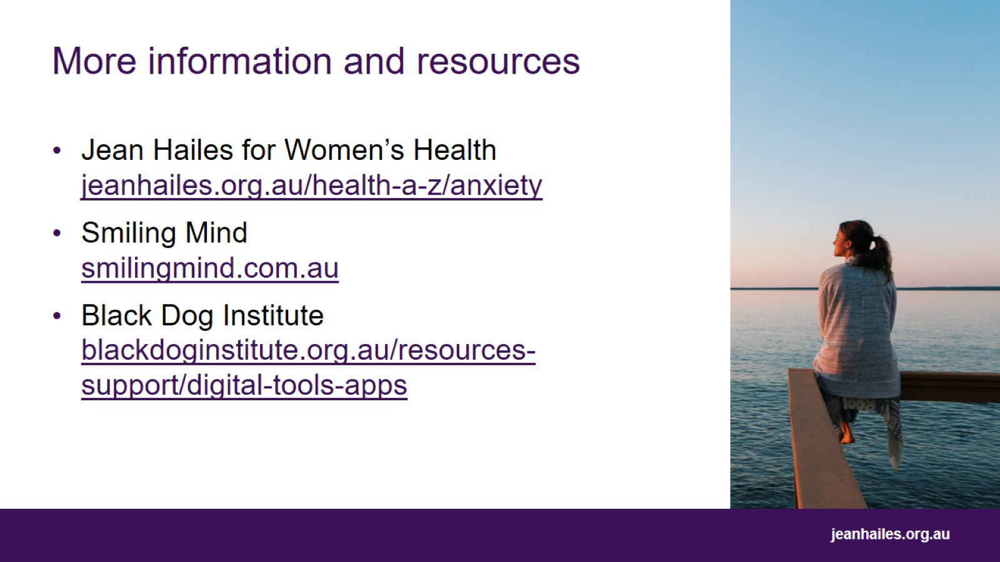 More information and resources
• Jean Hailes for Women’s Health
jeanhailes.org.au/health-a-z/anxiety
• Smiling Mind
smilingmind.com.au
• Black Dog Institute
blackdoginstitute.org.au/resources-
support/digital-tools-apps
jeanhailes.org.au